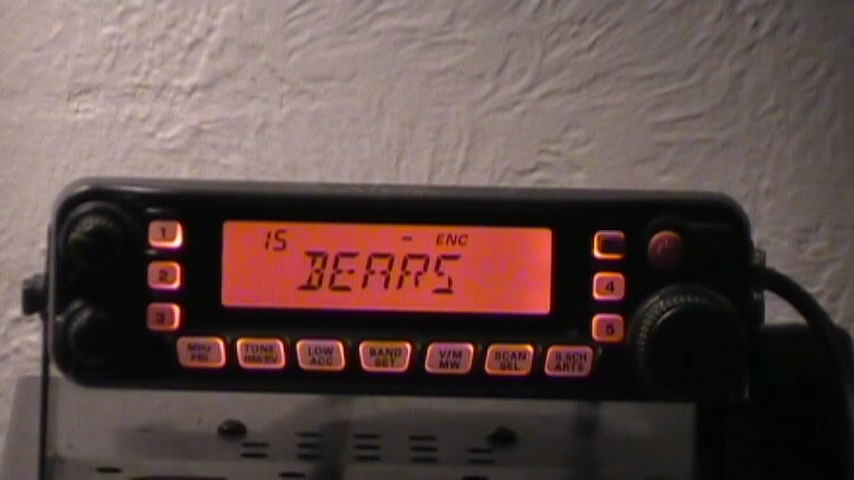 15 - ENC
BEARS
1
2
3
4
5
MHz
PRI
TONE
LOW
ACC
BAND
SET
V/M
MW
SCAN
SEL
S.SCH
ARTS